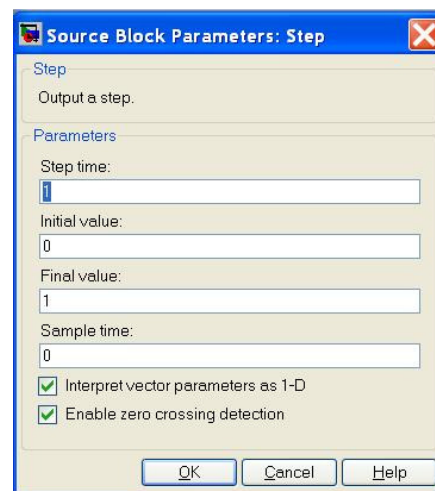 Source Block Parameters: Step
Step
Output a step.
Parameters
Step time:
1
Initial value:
0
Final value:
1
Sample time:
0
Interpret vector parameters as 1-D
Enable zero crossing detection
OK Cancel Help